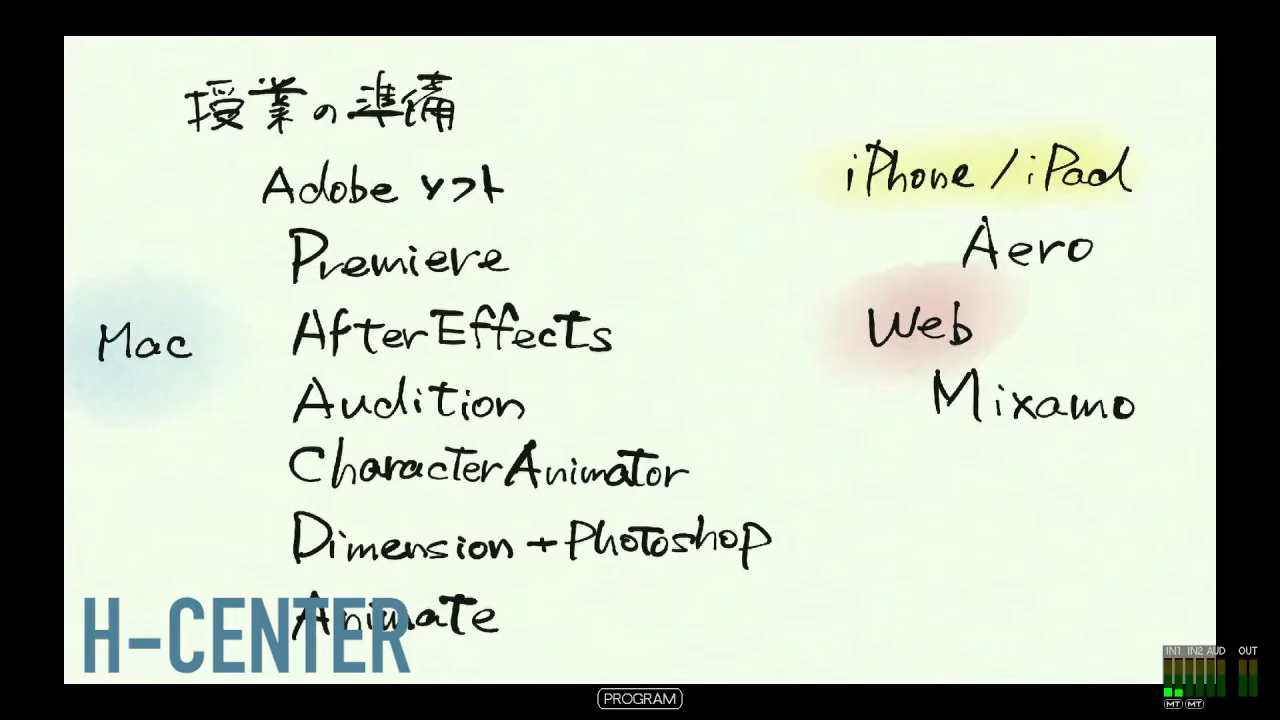 授業の準備
Adobe ソフト
Premiere
Mac AfterEffects
Audition
CharacterAnimator
Dimension + Photoshop
Animate
iPhone / iPad
Aero
Web
Mixamo
H-CENTER
PROGRAM
IN1 IN2 AUD OUT
MT MT